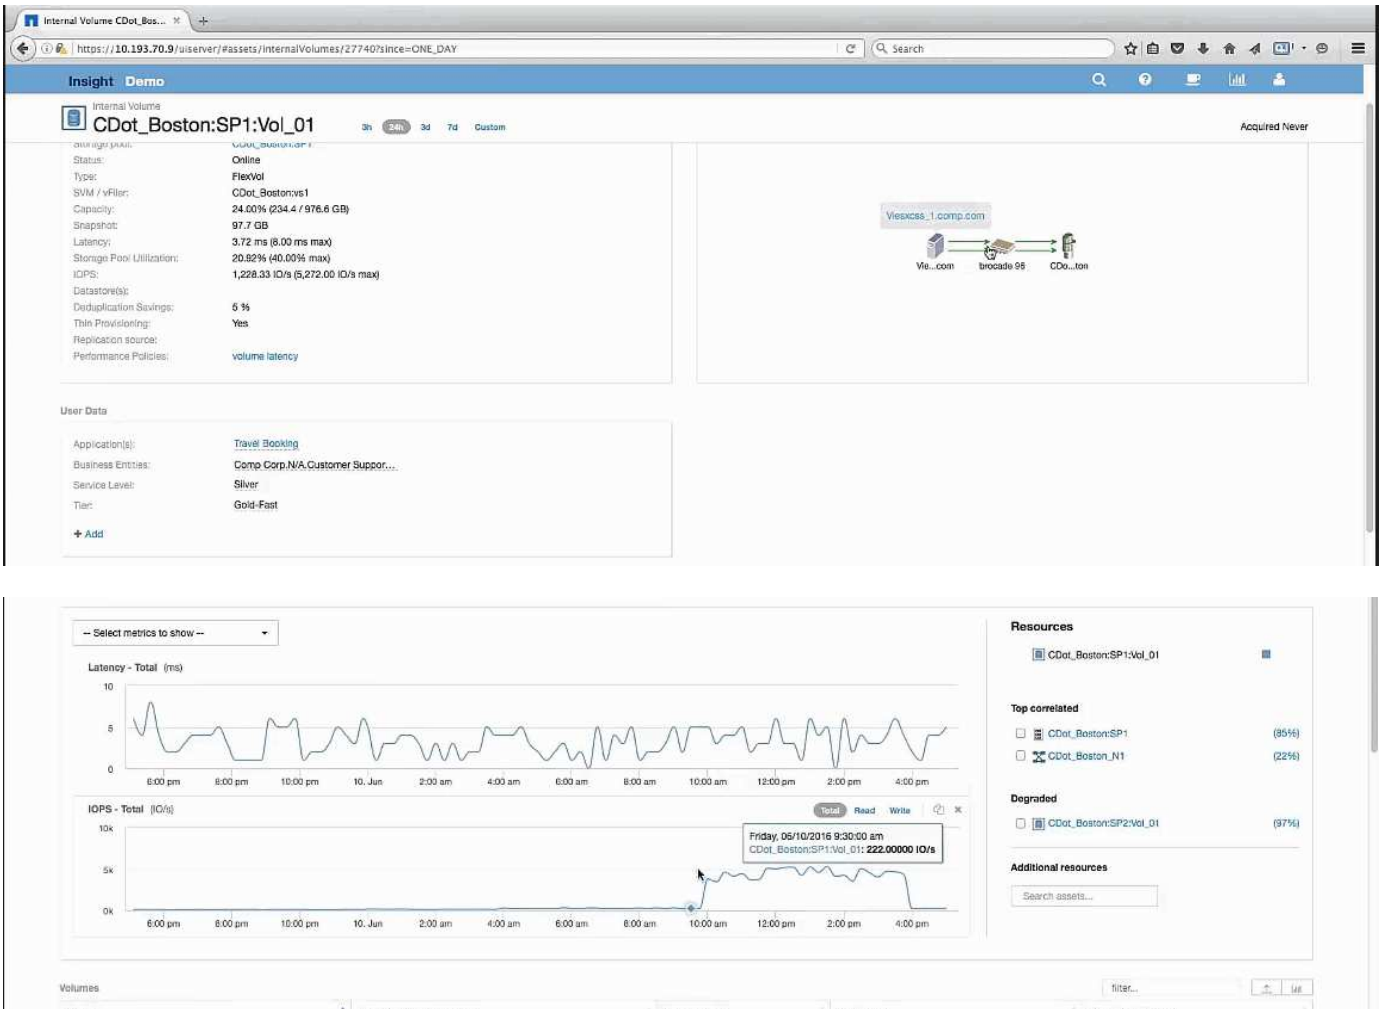 Internal Volume CDot_Bos... × +
https://10.193.70.9/uiserver/#assets/internalVolumes/27740?since=ONE_DAY
Search
Insight Demo
Internal Volume
CDot_Boston:SP1:Vol_01
3h 24h 3d 7d Custom
Acquired Never
Storage pool: CDot_Boston:SP1
Status: Online
Type: FlexVol
SVM / vFiler: CDot_Boston:vs1
Capacity: 24.00% (234.4 / 976.6 GB)
Snapshot: 97.7 GB
Latency: 3.72 ms (8.00 ms max)
Storage Pool Utilization: 20.92% (40.00% max)
IOPS: 1,228.33 IO/s (5,272.00 IO/s max)
Datastore(s):
Deduplication Savings: 5 %
Thin Provisioning: Yes
Replication source:
Performance Policies: volume latency
Viesxcss_1.comp.com
Vie...com brocade 96 CDo...ton
User Data
Application(s): Travel Booking
Business Entities: Comp Corp.N/A.Customer Suppor...
Service Level: Silver
Tier: Gold-Fast
+ Add
-- Select metrics to show --
Latency - Total (ms)
10
5
0
6:00 pm 8:00 pm 10:00 pm 10. Jun 2:00 am 4:00 am 6:00 am 8:00 am 10:00 am 12:00 pm 2:00 pm 4:00 pm
IOPS - Total (IO/s)
Total Read Write
10k
5k
0k
Friday, 06/10/2016 9:30:00 am
CDot_Boston:SP1:Vol_01: 222.00000 IO/s
6:00 pm 8:00 pm 10:00 pm 10. Jun 2:00 am 4:00 am 6:00 am 8:00 am 10:00 am 12:00 pm 2:00 pm 4:00 pm
Resources
CDot_Boston:SP1:Vol_01
Top correlated
CDot_Boston:SP1 (85%)
CDot_Boston_N1 (22%)
Degraded
CDot_Boston:SP2:Vol_01 (97%)
Additional resources
Search assets...
Volumes
filter...